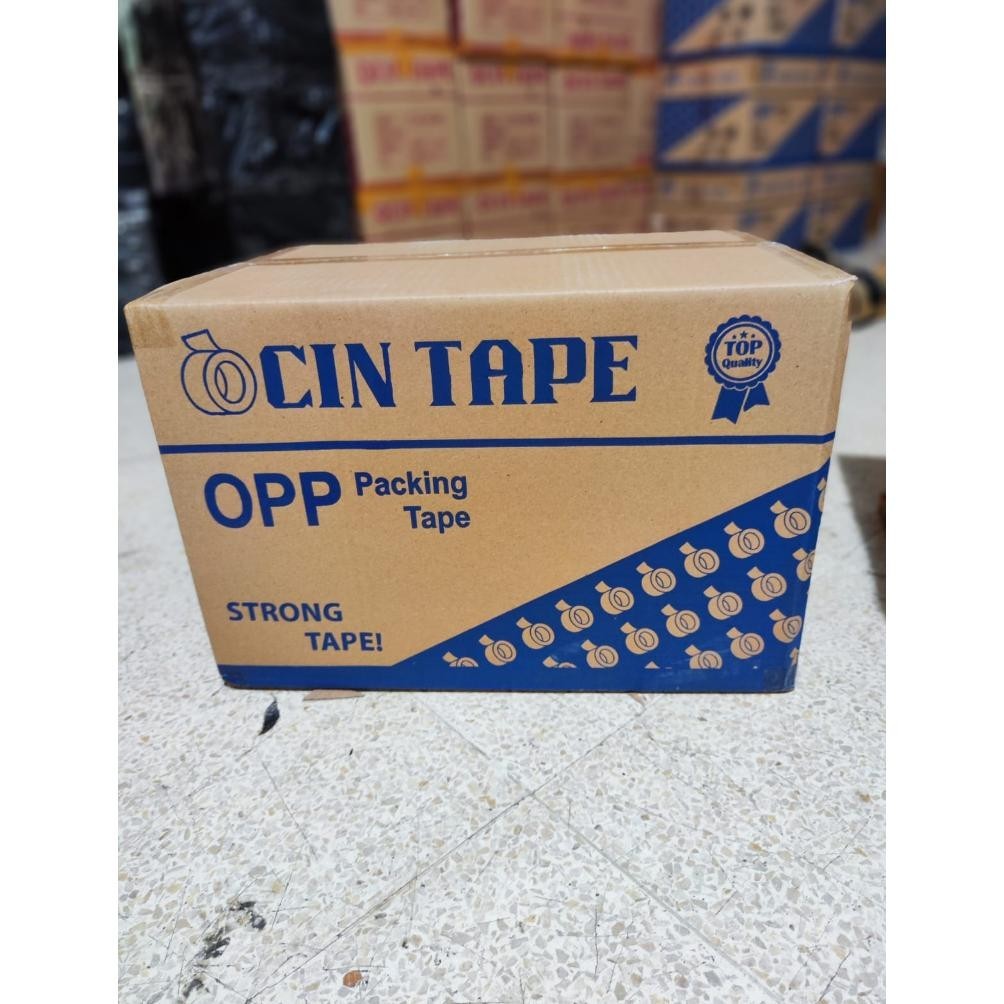 CIN TAPE
TOP
Quality
OPP Packing
Tape
STRONG
TAPE!